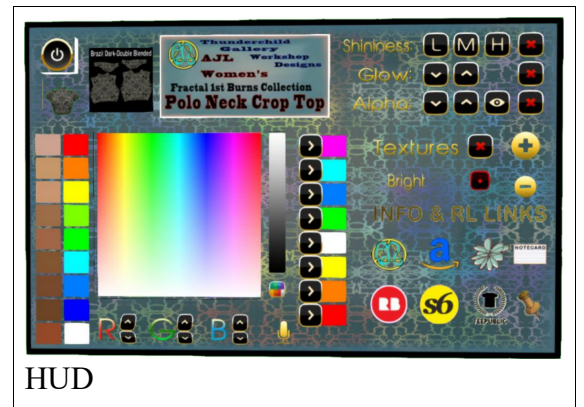 Brazil Dark-Double Blended
Thunderchild
Gallery
AJL Workshop
Designs
Women's
Fractal 1st Burns Collection
Polo Neck Crop Top
Shininess: L M H
Glow:
Alpha:
Textures
Bright
INFO & RL LINKS
a
NOTECARD
RB
s6
TEEPUBLIC
R G B
HUD